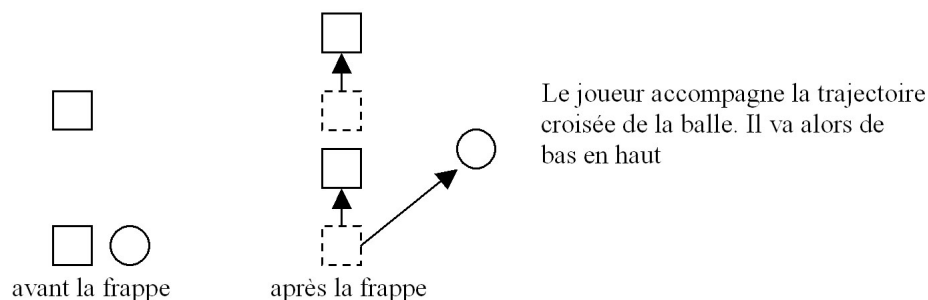 Le joueur accompagne la trajectoire
croisée de la balle. Il va alors de
bas en haut
avant la frappe
après la frappe